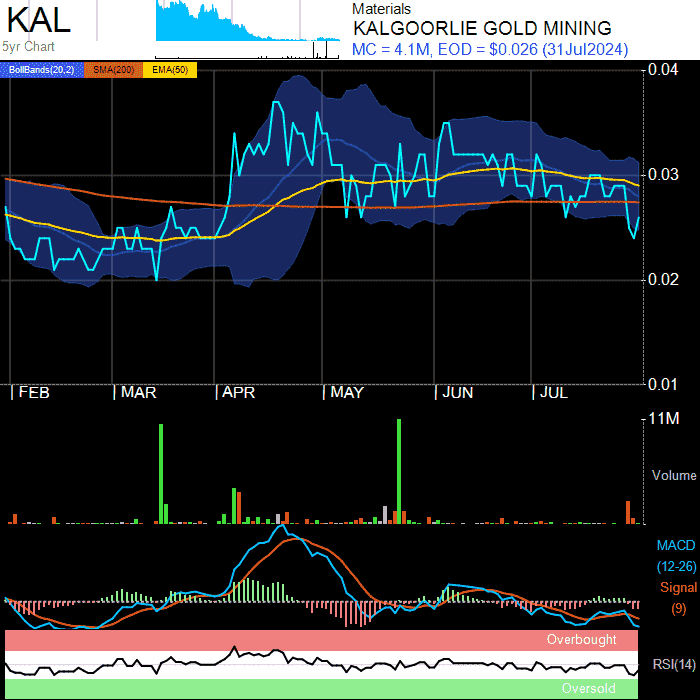 KAL
5yr Chart
Materials
KALGOORLIE GOLD MINING
MC = 4.1M, EOD = $0.026 (31Jul2024)
BollBands(20,2) SMA(200) EMA(50)
0.04
0.03
0.02
0.01
FEB MAR APR MAY JUN JUL
11M
Volume
MACD
(12-26)
Signal
(9)
Overbought
RSI(14)
Oversold